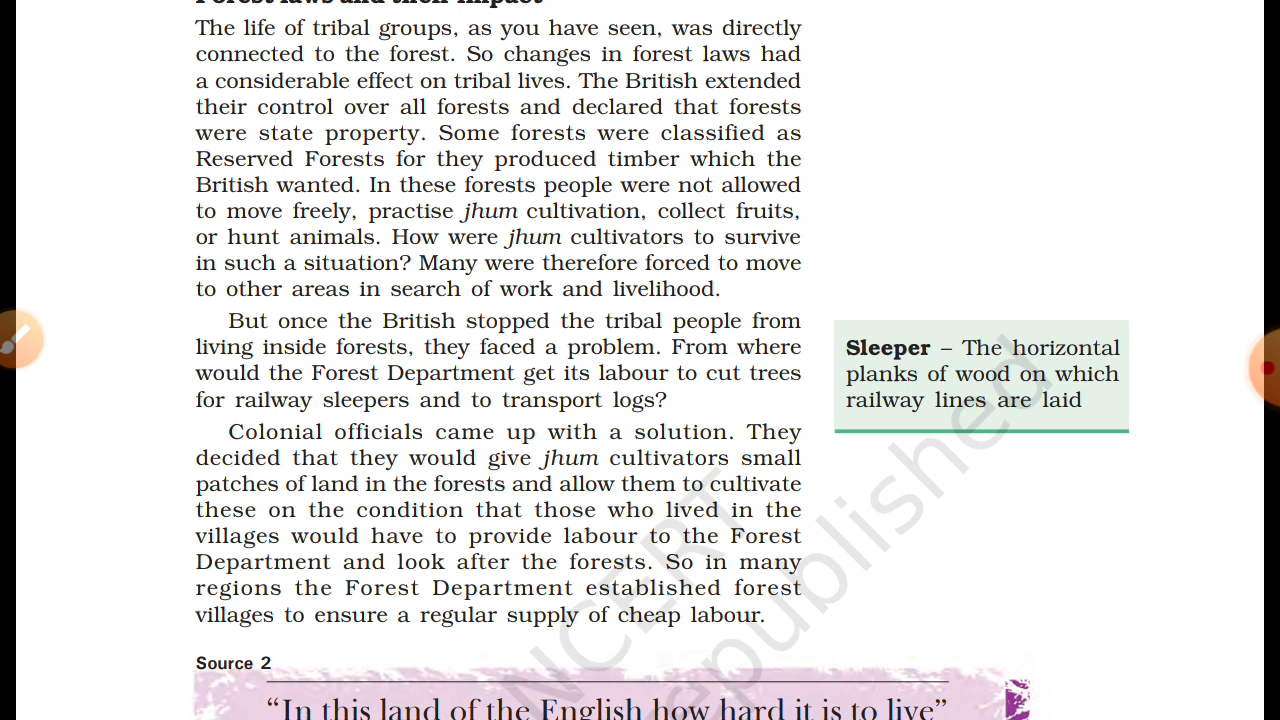 Forest laws and their impact
The life of tribal groups, as you have seen, was directly
connected to the forest. So changes in forest laws had
a considerable effect on tribal lives. The British extended
their control over all forests and declared that forests
were state property. Some forests were classified as
Reserved Forests for they produced timber which the
British wanted. In these forests people were not allowed
to move freely, practise jhum cultivation, collect fruits,
or hunt animals. How were jhum cultivators to survive
in such a situation? Many were therefore forced to move
to other areas in search of work and livelihood.
But once the British stopped the tribal people from
living inside forests, they faced a problem. From where
would the Forest Department get its labour to cut trees
for railway sleepers and to transport logs?
Colonial officials came up with a solution. They
decided that they would give jhum cultivators small
patches of land in the forests and allow them to cultivate
these on the condition that those who lived in the
villages would have to provide labour to the Forest
Department and look after the forests. So in many
regions the Forest Department established forest
villages to ensure a regular supply of cheap labour.
Sleeper – The horizontal
planks of wood on which
railway lines are laid
Source 2
“In this land of the English how hard it is to live”
NCERT
republished